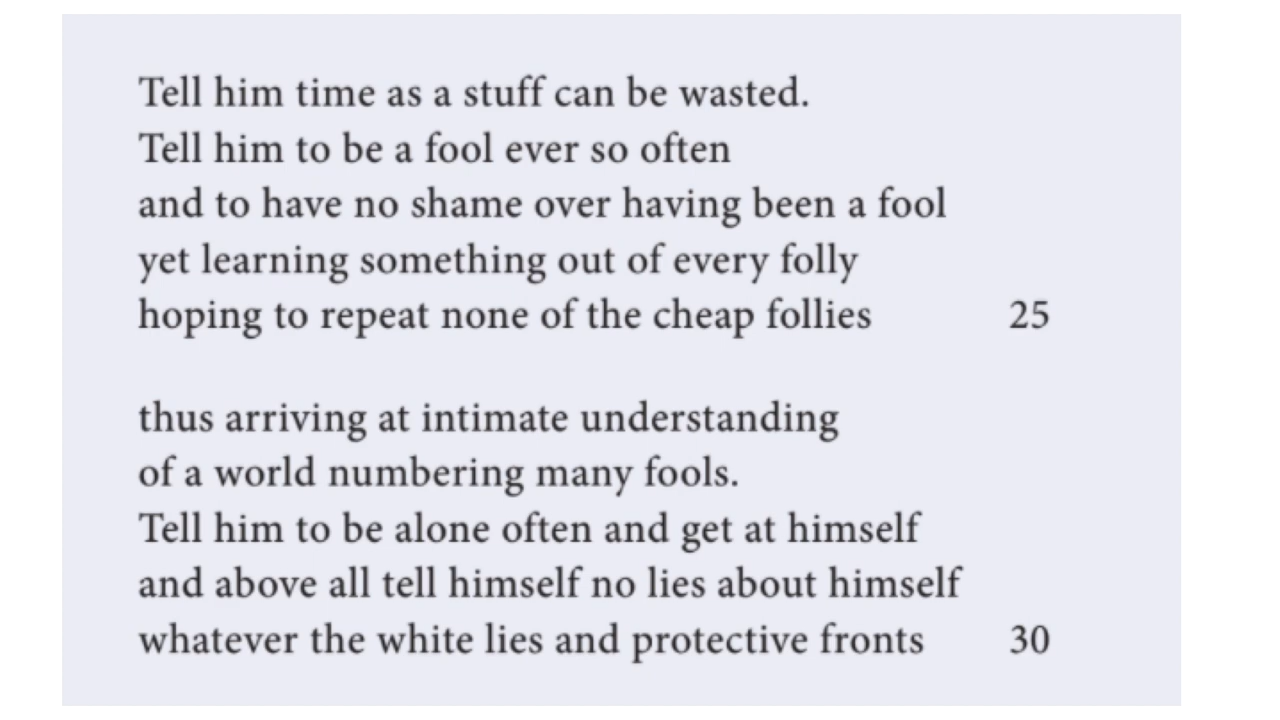 Tell him time as a stuff can be wasted.
Tell him to be a fool ever so often
and to have no shame over having been a fool
yet learning something out of every folly
hoping to repeat none of the cheap follies 25
thus arriving at intimate understanding
of a world numbering many fools.
Tell him to be alone often and get at himself
and above all tell himself no lies about himself
whatever the white lies and protective fronts 30